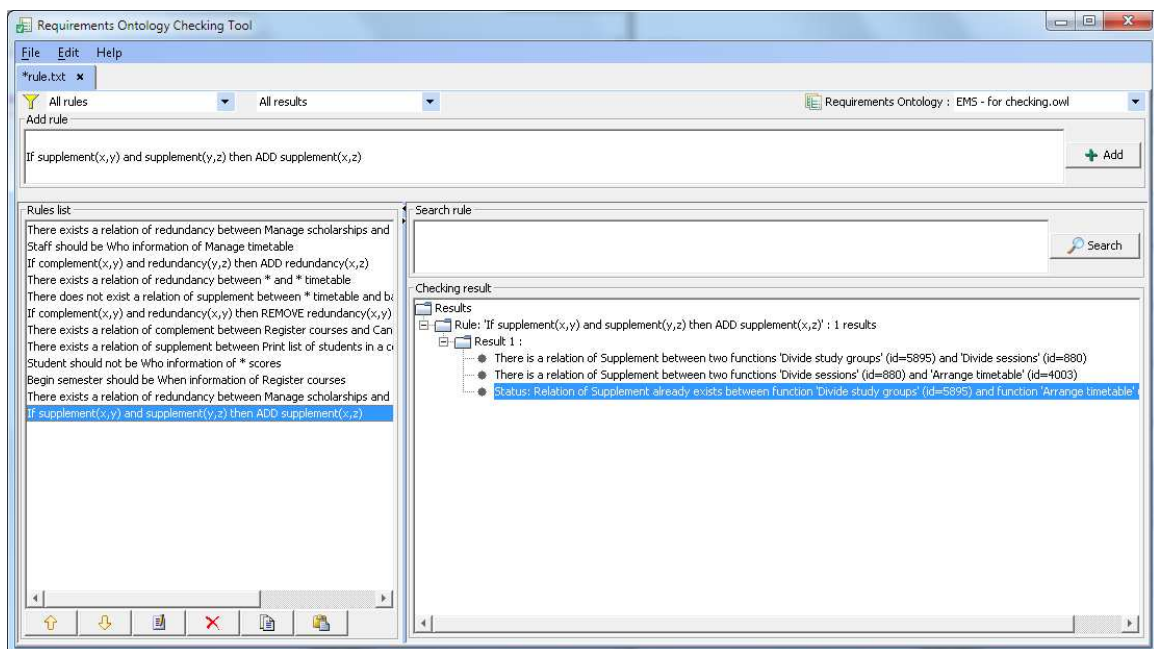 Requirements Ontology Checking Tool
File Edit Help
*rule.txt
All rules All results Requirements Ontology : EMS - for checking.owl
Add rule
If supplement(x,y) and supplement(y,z) then ADD supplement(x,z)
Add
Rules list
There exists a relation of redundancy between Manage scholarships and
Staff should be Who information of Manage timetable
If complement(x,y) and redundancy(y,z) then ADD redundancy(x,z)
There exists a relation of redundancy between * and * timetable
There does not exist a relation of supplement between * timetable and
If complement(x,y) and redundancy(x,y) then REMOVE redundancy(x,y)
There exists a relation of complement between Register courses and Can
There exists a relation of supplement between Print list of students in a
Student should not be Who information of * scores
Begin semester should be When information of Register courses
There exists a relation of redundancy between Manage scholarships and
If supplement(x,y) and supplement(y,z) then ADD supplement(x,z)
Search rule
Search
Checking result
Results
Rule: 'If supplement(x,y) and supplement(y,z) then ADD supplement(x,z)' : 1 results
Result 1 :
There is a relation of Supplement between two functions 'Divide study groups' (id=5895) and 'Divide sessions' (id=880)
There is a relation of Supplement between two functions 'Divide sessions' (id=880) and 'Arrange timetable' (id=4003)
Status: Relation of Supplement already exists between function 'Divide study groups' (id=5895) and function 'Arrange timetable'